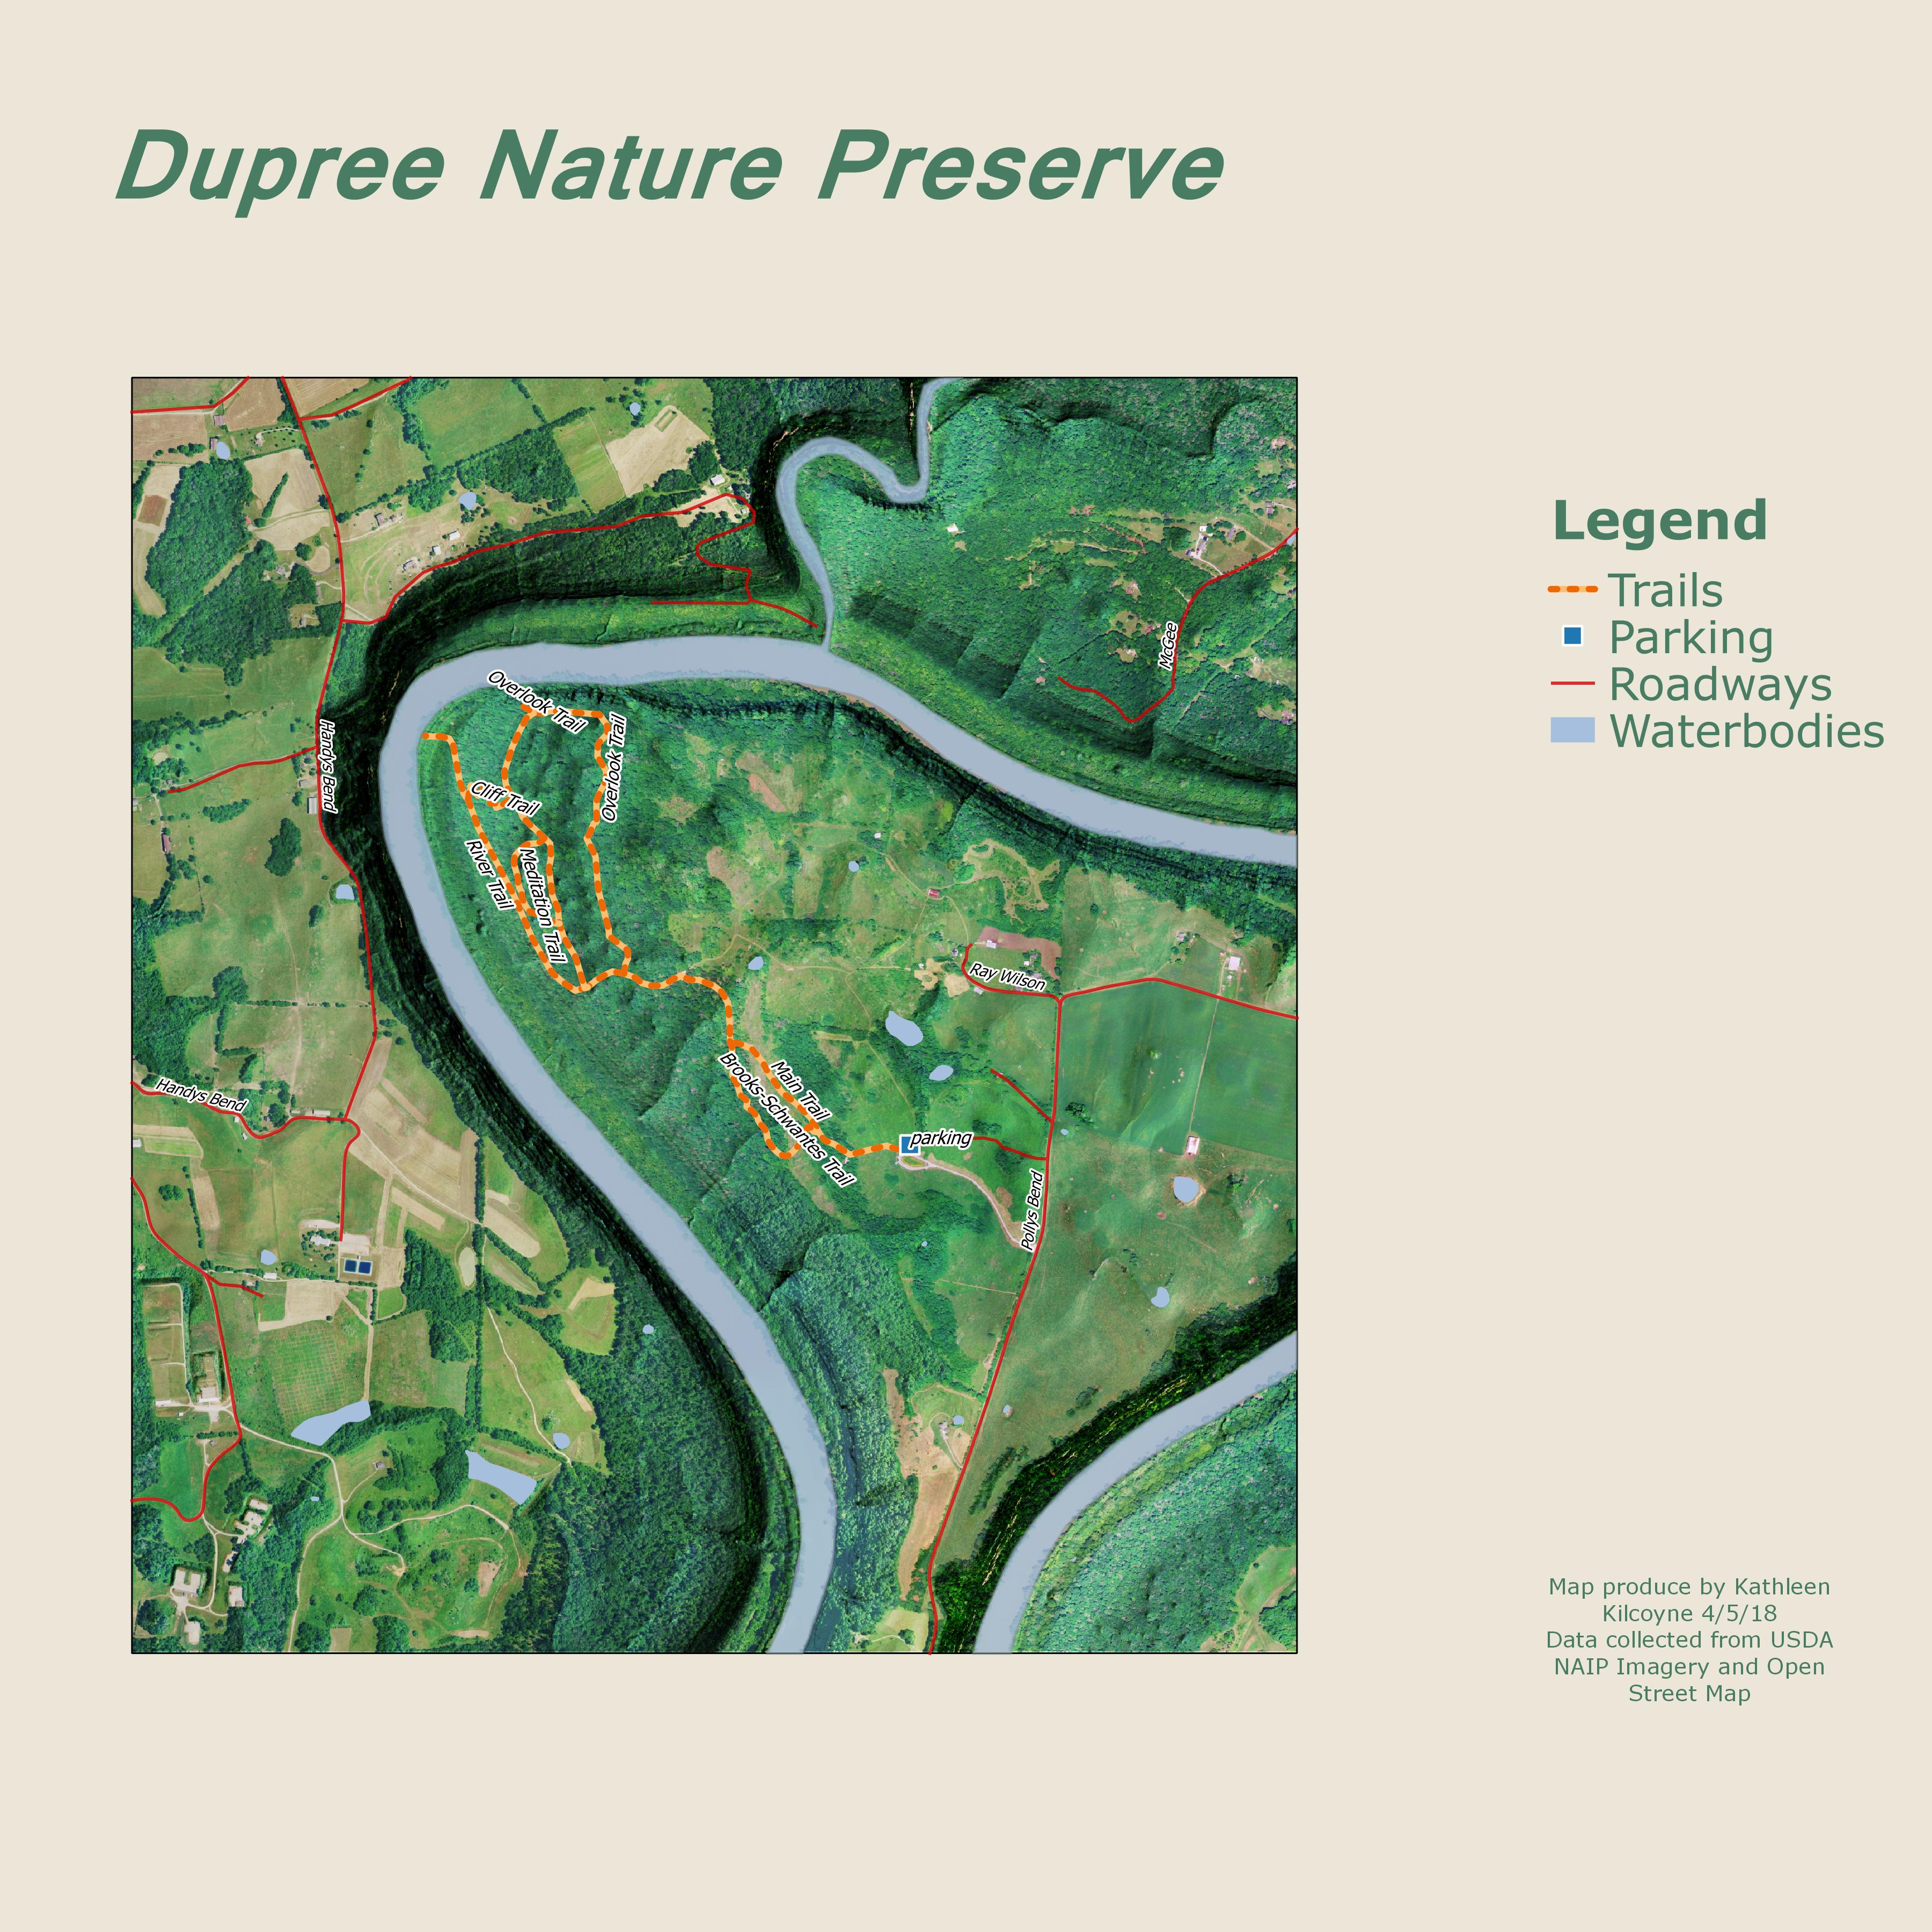 Dupree Nature Preserve
Legend
Trails
Parking
Roadways
Waterbodies
McGee
Overlook Trail
Overlook Trail
Handys Bend
Cliff Trail
River Trail
Meditation Trail
Ray Wilson
Handys Bend
Main Trail
Brooks-Schwantes Trail
parking
Pollys Bend
Map produce by Kathleen
Kilcoyne 4/5/18
Data collected from USDA
NAIP Imagery and Open
Street Map